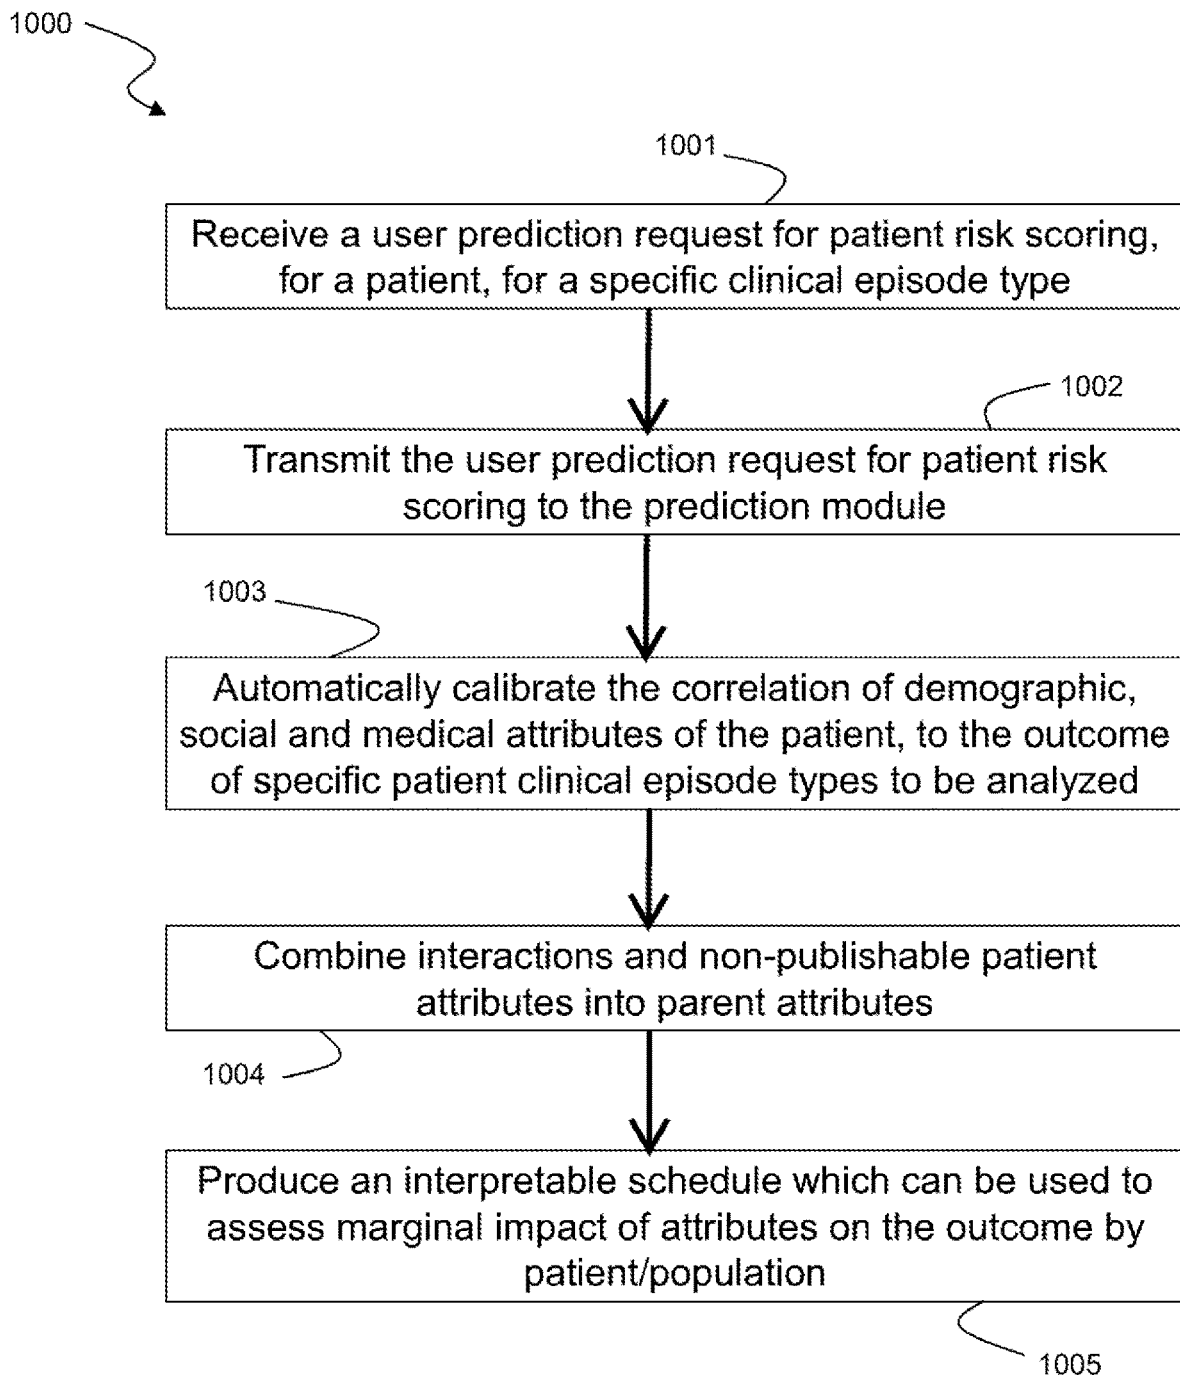 1000
1001
Receive a user prediction request for patient risk scoring,
for a patient, for a specific clinical episode type
1002
Transmit the user prediction request for patient risk
scoring to the prediction module
1003
Automatically calibrate the correlation of demographic,
social and medical attributes of the patient, to the outcome
of specific patient clinical episode types to be analyzed
Combine interactions and non-publishable patient
attributes into parent attributes
1004
Produce an interpretable schedule which can be used to
assess marginal impact of attributes on the outcome by
patient/population
1005